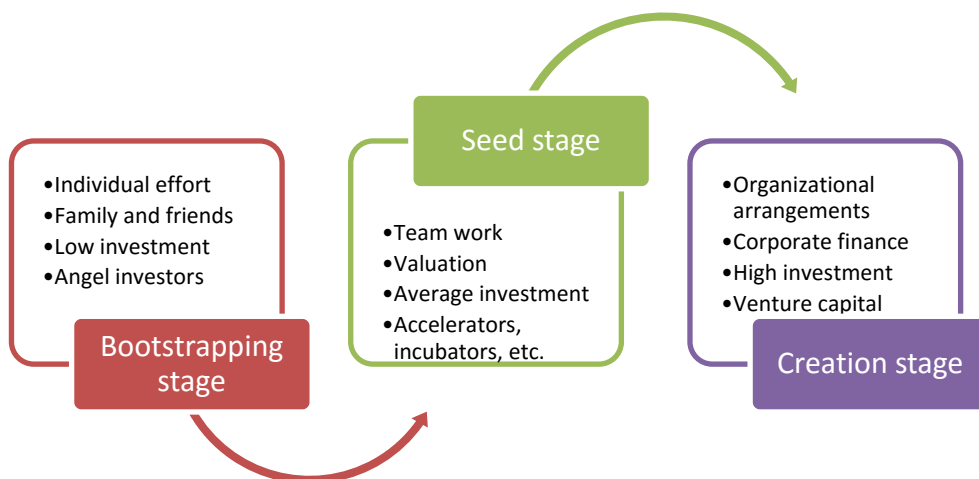 •Individual effort
•Family and friends
•Low investment
•Angel investors
Bootstrapping
stage
Seed stage
•Team work
•Valuation
•Average investment
•Accelerators,
incubators, etc.
•Organizational
arrangements
•Corporate finance
•High investment
•Venture capital
Creation stage